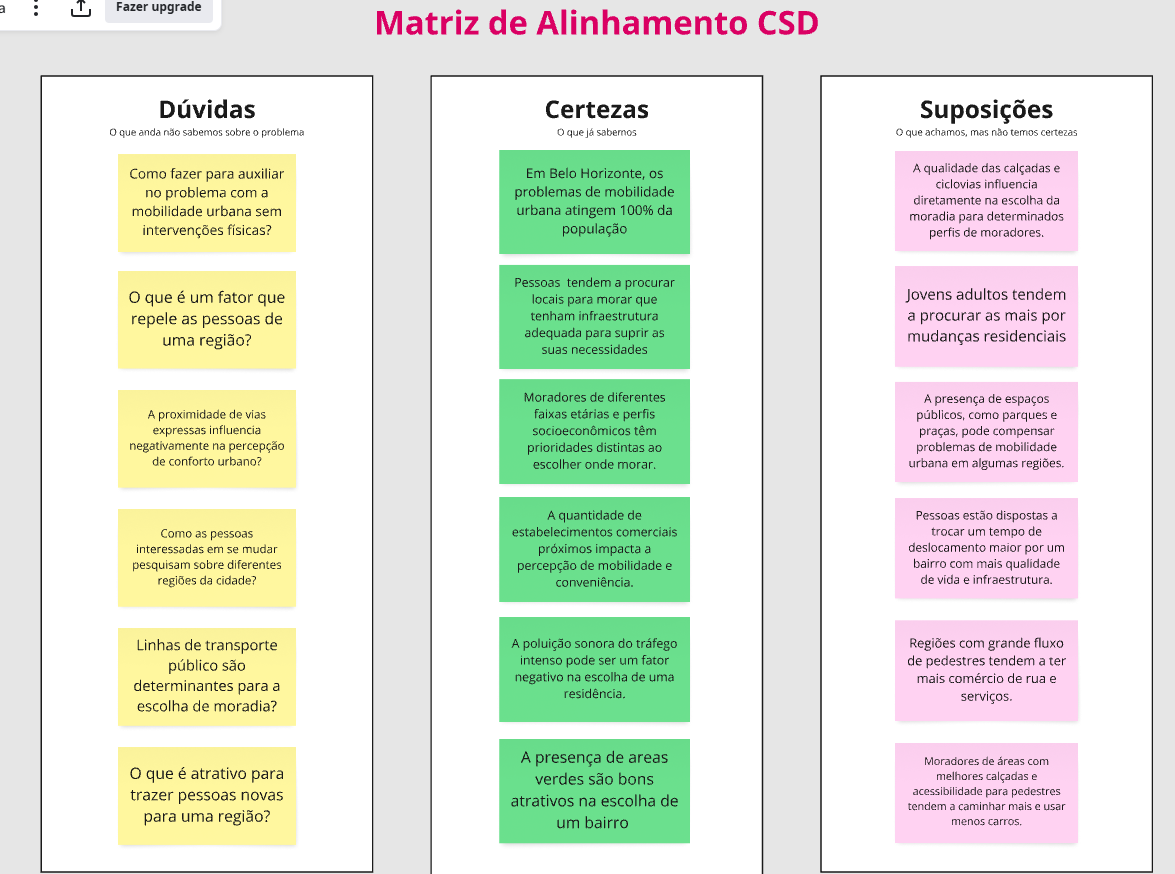 a
Fazer upgrade
Matriz de Alinhamento CSD
Dúvidas
O que anda não sabemos sobre o problema
Como fazer para auxiliar
no problema com a
mobilidade urbana sem
intervenções físicas?
O que é um fator que
repele as pessoas de
uma região?
A proximidade de vias
expressas influencia
negativamente na percepção
de conforto urbano?
Como as pessoas
interessadas em se mudar
pesquisam sobre diferentes
regiões da cidade?
Linhas de transporte
público são
determinantes para a
escolha de moradia?
O que é atrativo para
trazer pessoas novas
para uma região?
Certezas
O que já sabemos
Em Belo Horizonte, os
problemas de mobilidade
urbana atingem 100% da
população
Pessoas  tendem a procurar
locais para morar que
tenham infraestrutura
adequada para suprir as
suas necessidades
Moradores de diferentes
faixas etárias e perfis
socioeconômicos têm
prioridades distintas ao
escolher onde morar.
A quantidade de
estabelecimentos comerciais
próximos impacta a
percepção de mobilidade e
conveniência.
A poluição sonora do tráfego
intenso pode ser um fator
negativo na escolha de uma
residência.
A presença de areas
verdes são bons
atrativos na escolha de
um bairro
Suposições
O que achamos, mas não temos certezas
A qualidade das calçadas e
ciclovias influencia
diretamente na escolha da
moradia para determinados
perfis de moradores.
Jovens adultos tendem
a procurar as mais por
mudanças residenciais
A presença de espaços
públicos, como parques e
praças, pode compensar
problemas de mobilidade
urbana em algumas regiões.
Pessoas estão dispostas a
trocar um tempo de
deslocamento maior por um
bairro com mais qualidade
de vida e infraestrutura.
Regiões com grande fluxo
de pedestres tendem a ter
mais comércio de rua e
serviços.
Moradores de áreas com
melhores calçadas e
acessibilidade para pedestres
tendem a caminhar mais e usar
menos carros.